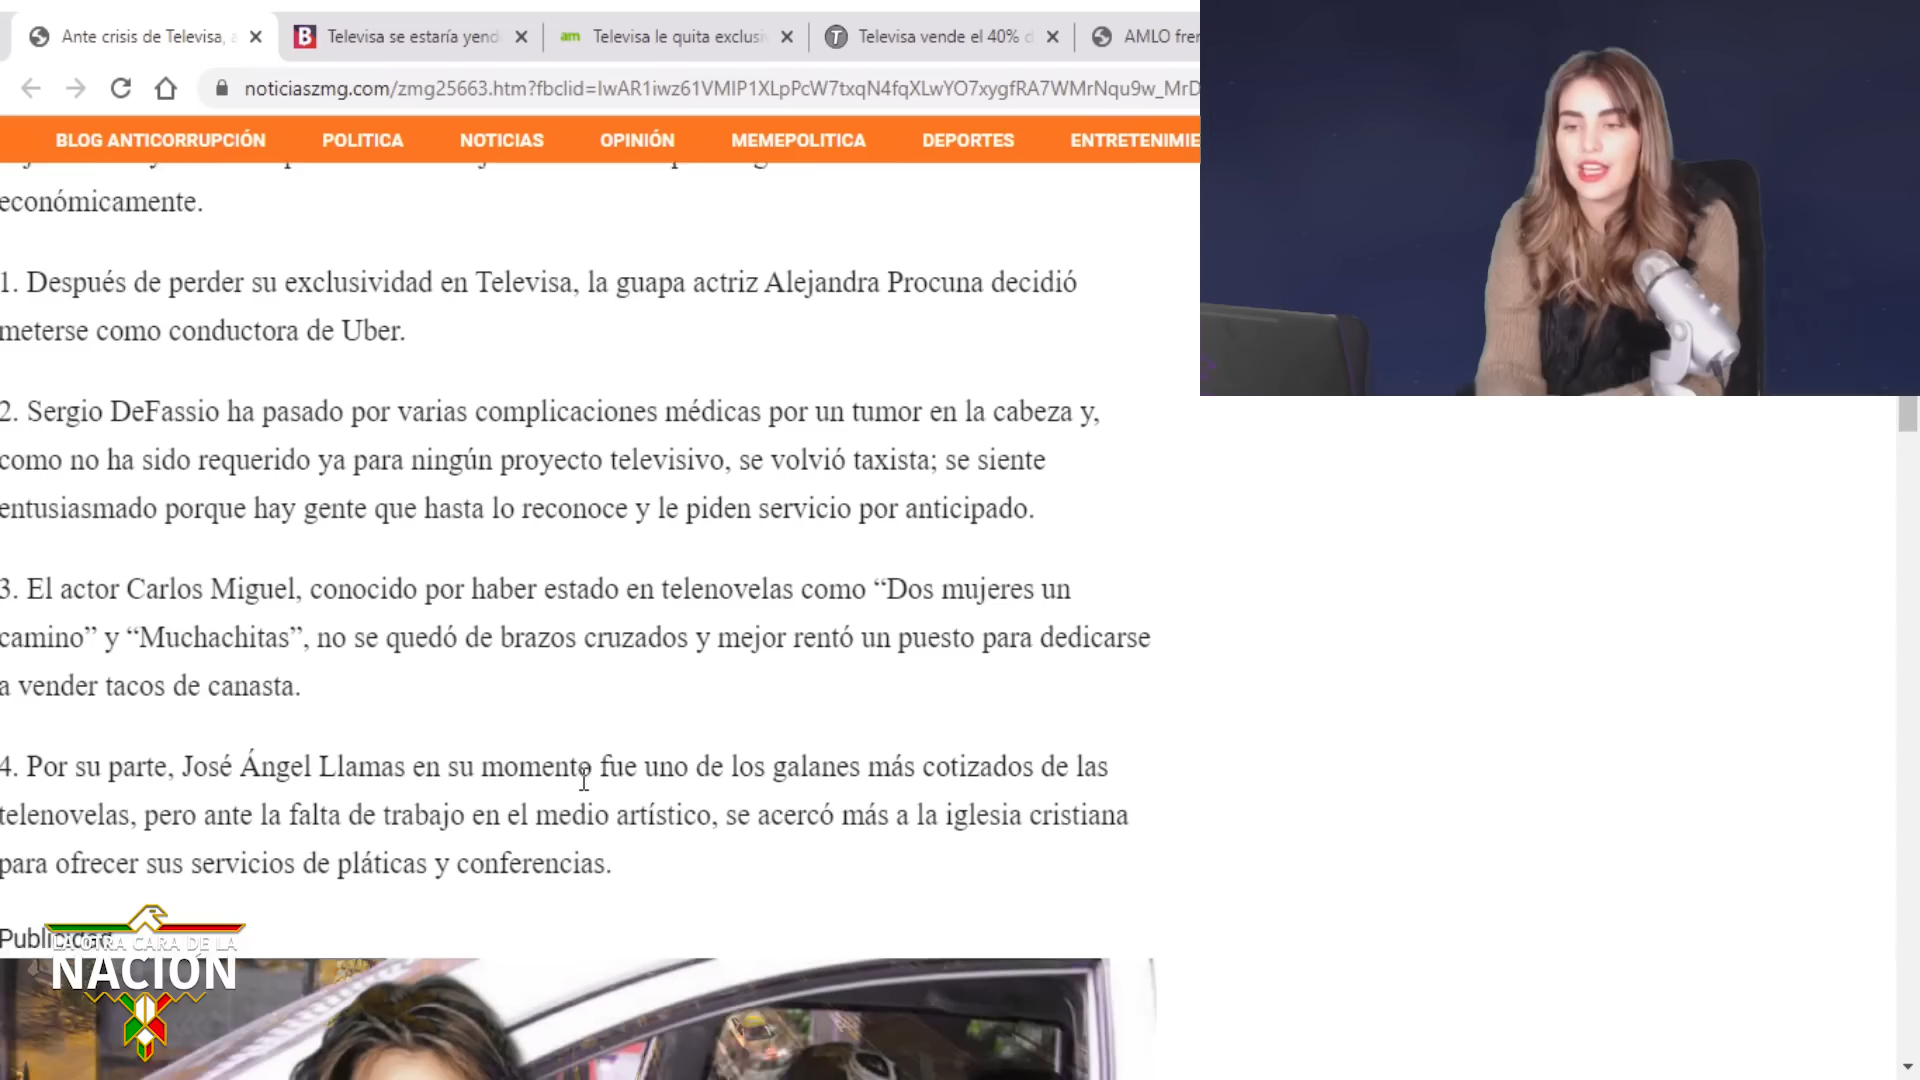 Ante crisis de Televisa,
Televisa se estaría yend
am Televisa le quita exclusi
Televisa vende el 40%
AMLO fren
noticiaszmg.com/zmg25663.htm?fbclid=IwAR1iwz61VMIP1XLpPcW7txqN4fqXLwYO7xygfRA7WMrNqu9w_MrD
BLOG ANTICORRUPCIÓN POLITICA NOTICIAS OPINIÓN MEMEPOLITICA DEPORTES ENTRETENIMIE
económicamente.
1. Después de perder su exclusividad en Televisa, la guapa actriz Alejandra Procuna decidió
meterse como conductora de Uber.
2. Sergio DeFassio ha pasado por varias complicaciones médicas por un tumor en la cabeza y,
como no ha sido requerido ya para ningún proyecto televisivo, se volvió taxista; se siente
entusiasmado porque hay gente que hasta lo reconoce y le piden servicio por anticipado.
3. El actor Carlos Miguel, conocido por haber estado en telenovelas como “Dos mujeres un
camino” y “Muchachitas”, no se quedó de brazos cruzados y mejor rentó un puesto para dedicarse
a vender tacos de canasta.
4. Por su parte, José Ángel Llamas en su momento fue uno de los galanes más cotizados de las
telenovelas, pero ante la falta de trabajo en el medio artístico, se acercó más a la iglesia cristiana
para ofrecer sus servicios de pláticas y conferencias.
Publicidad
LA OTRA CARA DE LA
NACIÓN